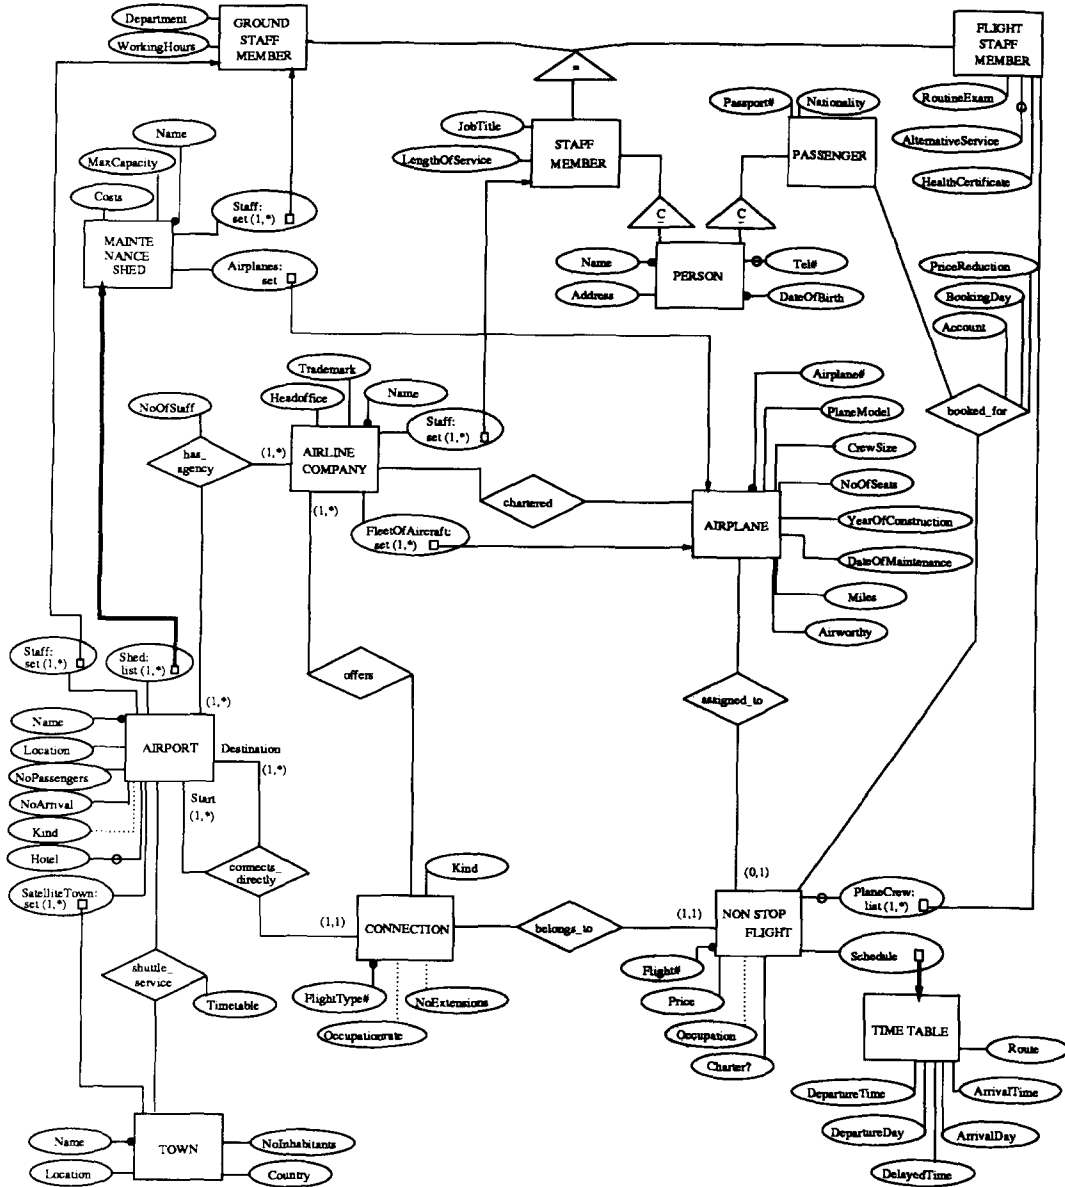 Department
WorkingHours
GROUND
STAFF
MEMBER
FLIGHT
STAFF
MEMBER
=
RoutineExam
AlternativeService
HealthCertificate
Passport#
Nationality
PASSENGER
JobTitle
LengthOfService
STAFF
MEMBER
Name
MaxCapacity
Costs
Staff:
set (1,*)
MAINTE
NANCE
SHED
Airplanes:
set
C
C
Name
Address
PERSON
Tel#
DateOfBirth
PriceReduction
BookingDay
Account
booked_for
Trademark
Headoffice
Name
Staff:
set (1,*)
NoOfStaff
has_
agency
(1,*)
AIRLINE
COMPANY
(1,*)
chartered
FleetOfAircraft:
set (1,*)
Airplane#
PlaneModel
CrewSize
NoOfSeats
AIRPLANE
YearOfConstruction
DateOfMaintenance
Miles
Airworthy
Staff:
set (1,*)
Shed:
list (1,*)
offers
assigned_to
(1,*)
Name
Location
NoPassengers
NoArrival
Kind
Hotel
SatelliteTown:
set (1,*)
AIRPORT
Destination
(1,*)
Start
(1,*)
connects_
directly
(1,1)
Kind
CONNECTION
FlightType#
NoExtensions
Occupationrate
belongs_to
(0,1)
(1,1)
NON STOP
FLIGHT
PlaneCrew:
list (1,*)
Schedule
Flight#
Price
Occupation
Charter?
shuttle_
service
Timetable
TIME TABLE
Route
DepartureTime
ArrivalTime
DepartureDay
ArrivalDay
DelayedTime
Name
Location
TOWN
NoInhabitants
Country